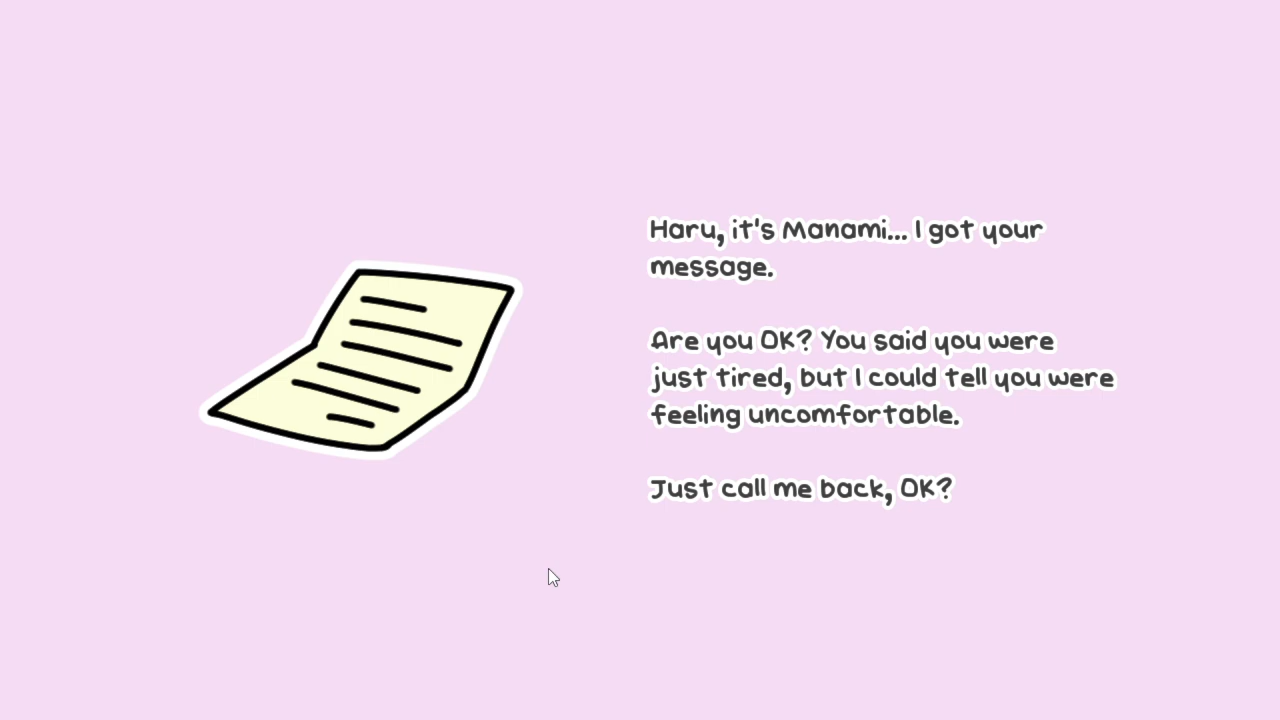 Haru, it's Manami... I got your
message.
Are you OK? You said you were
just tired, but I could tell you were
feeling uncomfortable.
Just call me back, OK?